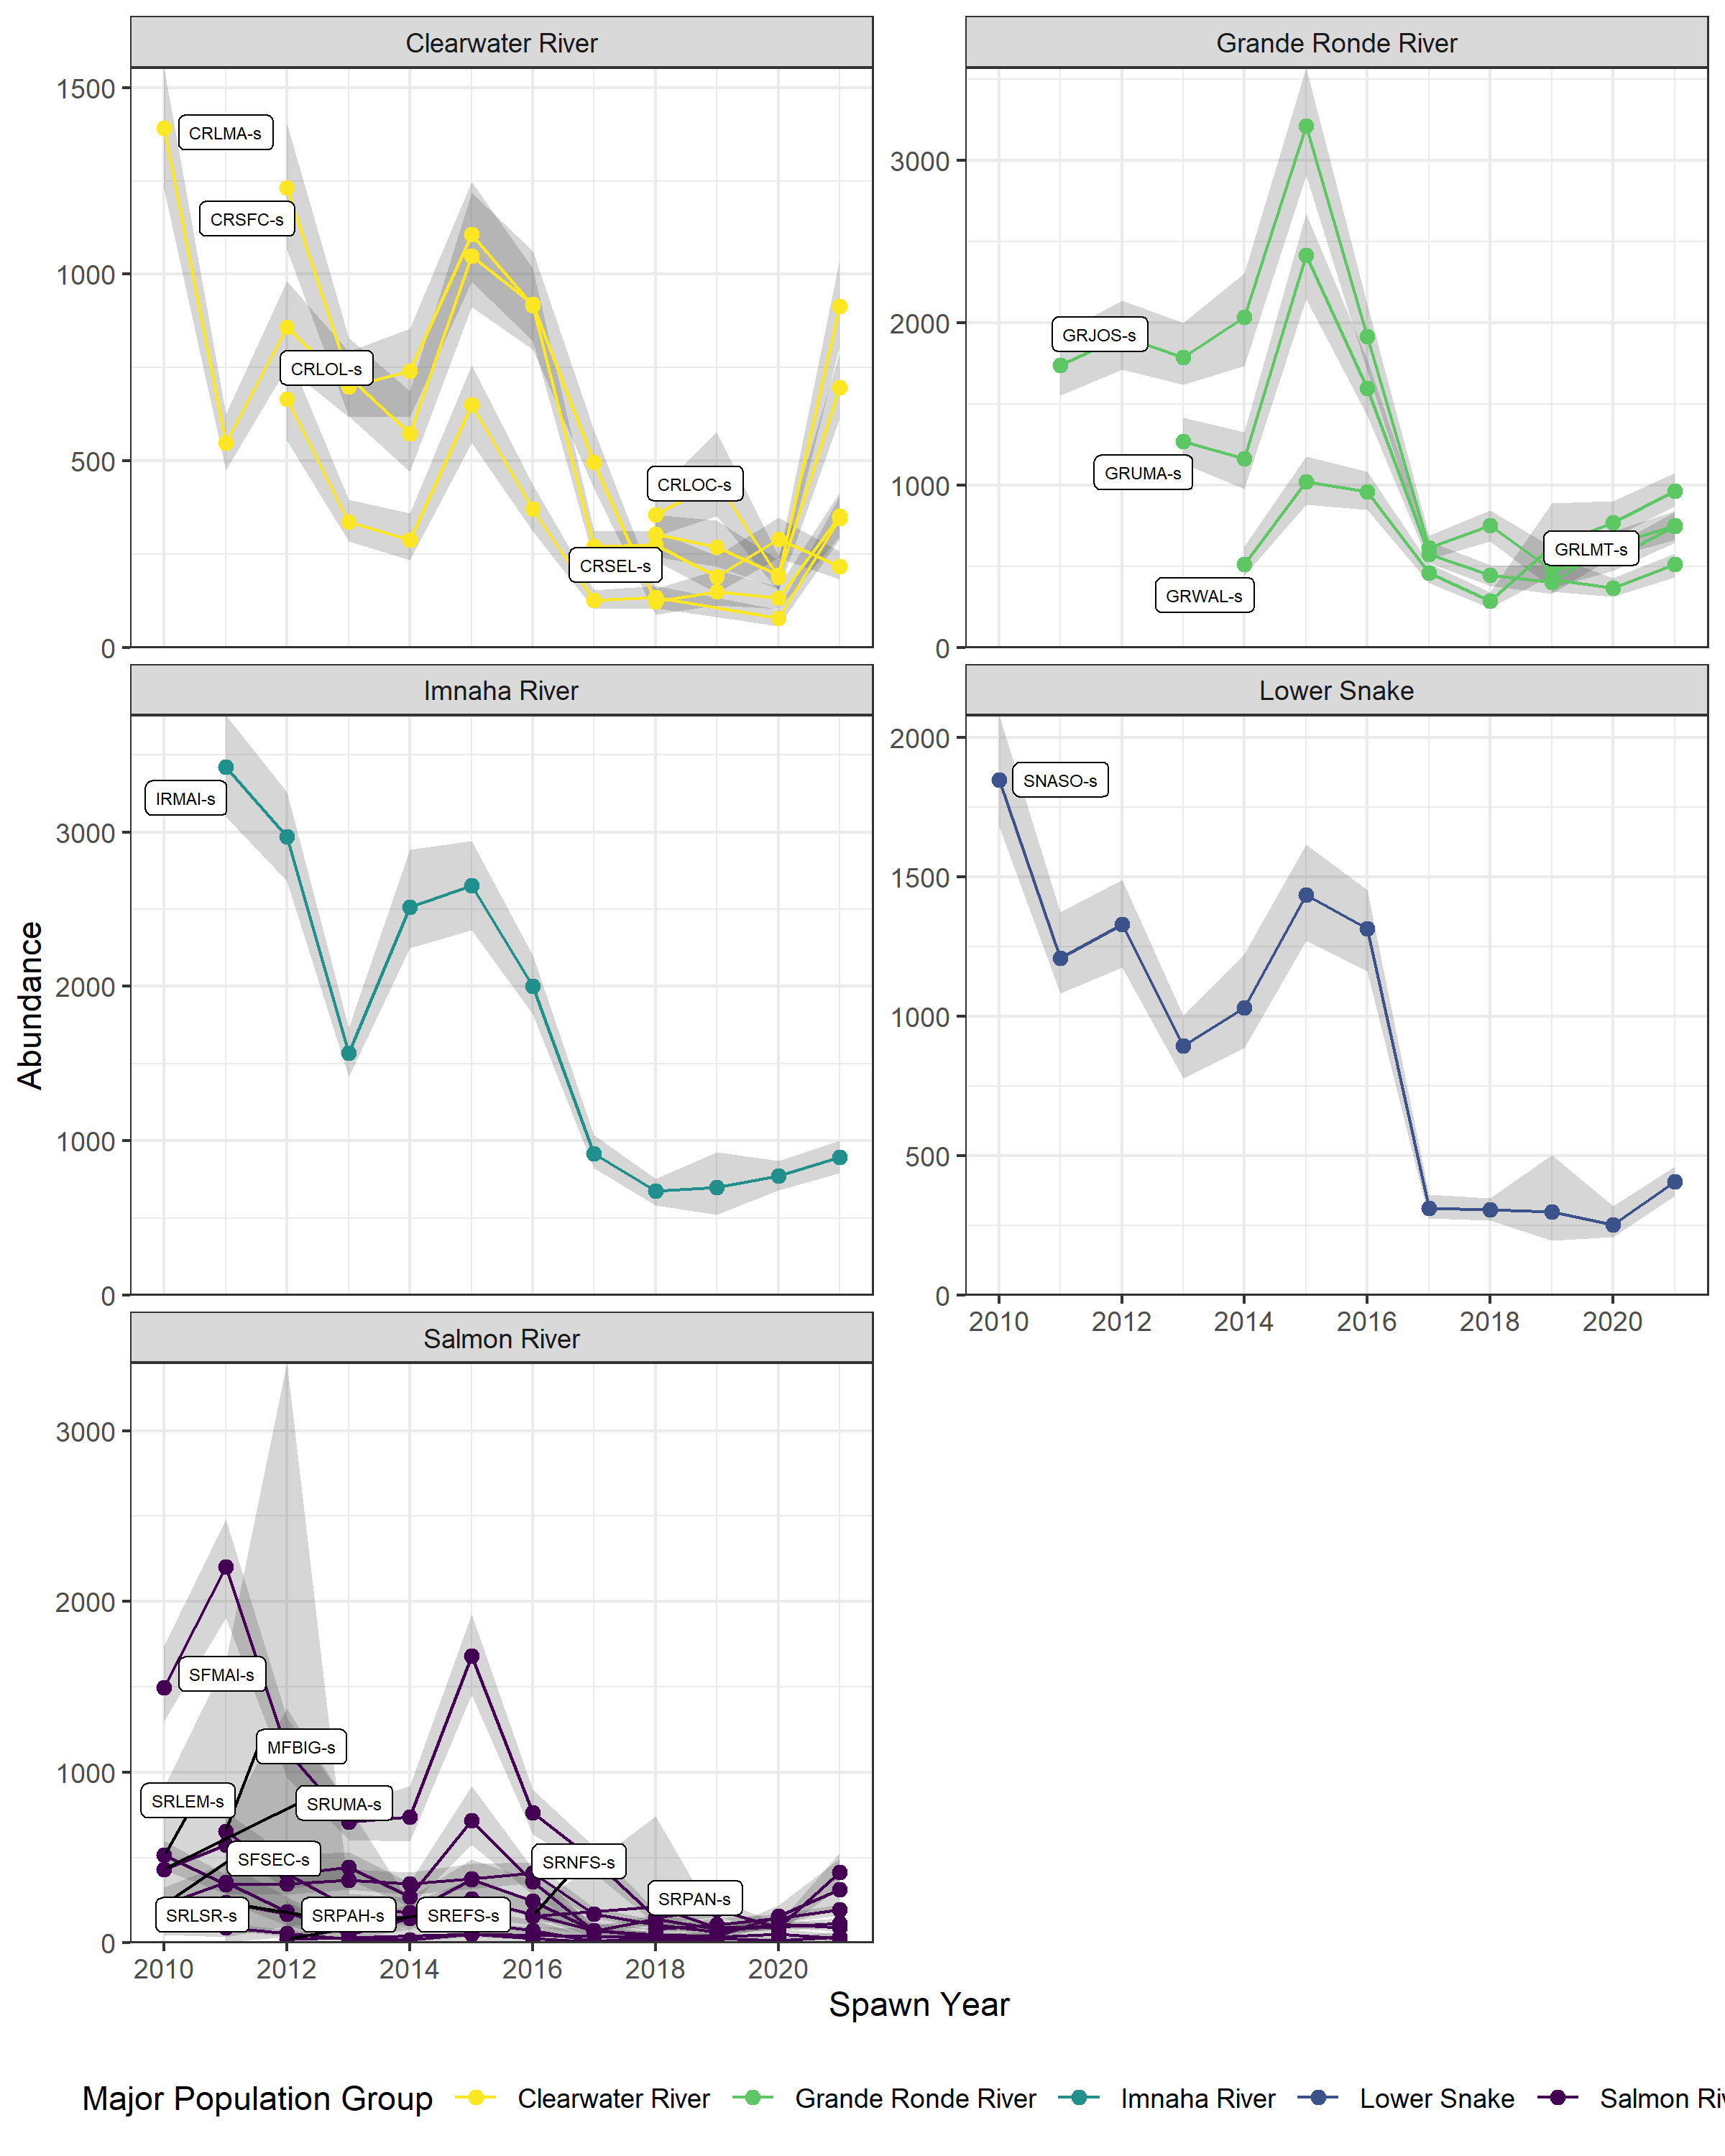 Clearwater River
Grande Ronde River
1500
1000
500
0
CRLMA-s
CRSFC-s
CRLOL-s
CRLOC-s
CRSEL-s
3000
2000
1000
0
GRJOS-s
GRUMA-s
GRWAL-s
GRLMT-s
Imnaha River
Lower Snake
3000
2000
1000
0
IRMAI-s
2000
1500
1000
500
0
SNASO-s
2010 2012 2014 2016 2018 2020
Abundance
Salmon River
3000
2000
1000
0
SFMAI-s
MFBIG-s
SRLEM-s
SRUMA-s
SFSEC-s
SRNFS-s
SRPAN-s
SRLSR-s
SRPAH-s
SREFS-s
2010 2012 2014 2016 2018 2020
Spawn Year
Major Population Group Clearwater River Grande Ronde River Imnaha River Lower Snake Salmon Riv